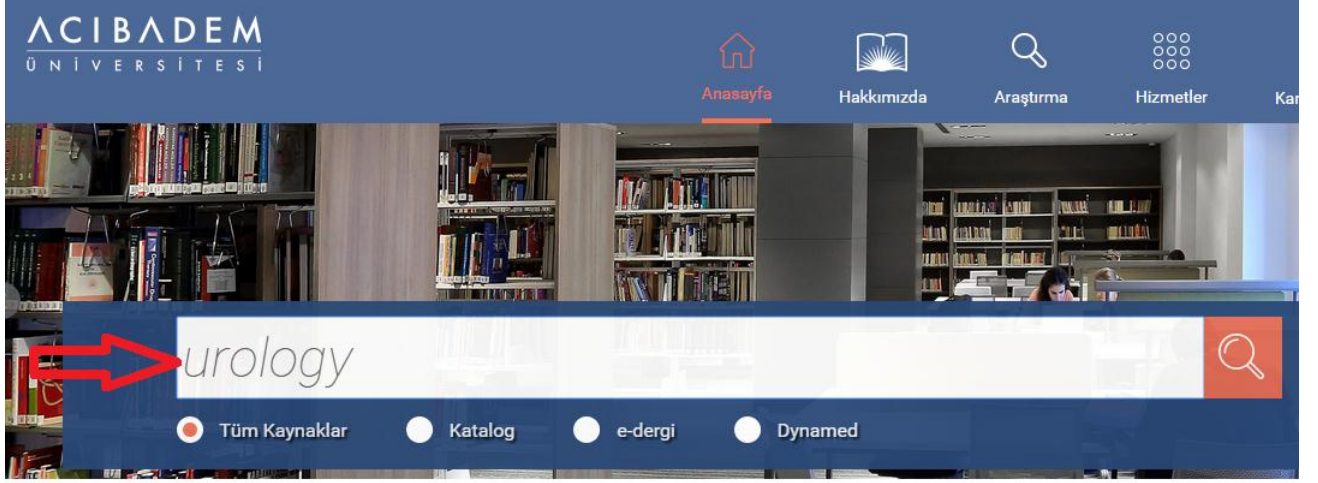 ACIBADEM
ÜNİVERSİTESİ
Anasayfa
Hakkımızda
Araştırma
Hizmetler
urology
Tüm Kaynaklar
Katalog
e-dergi
Dynamed